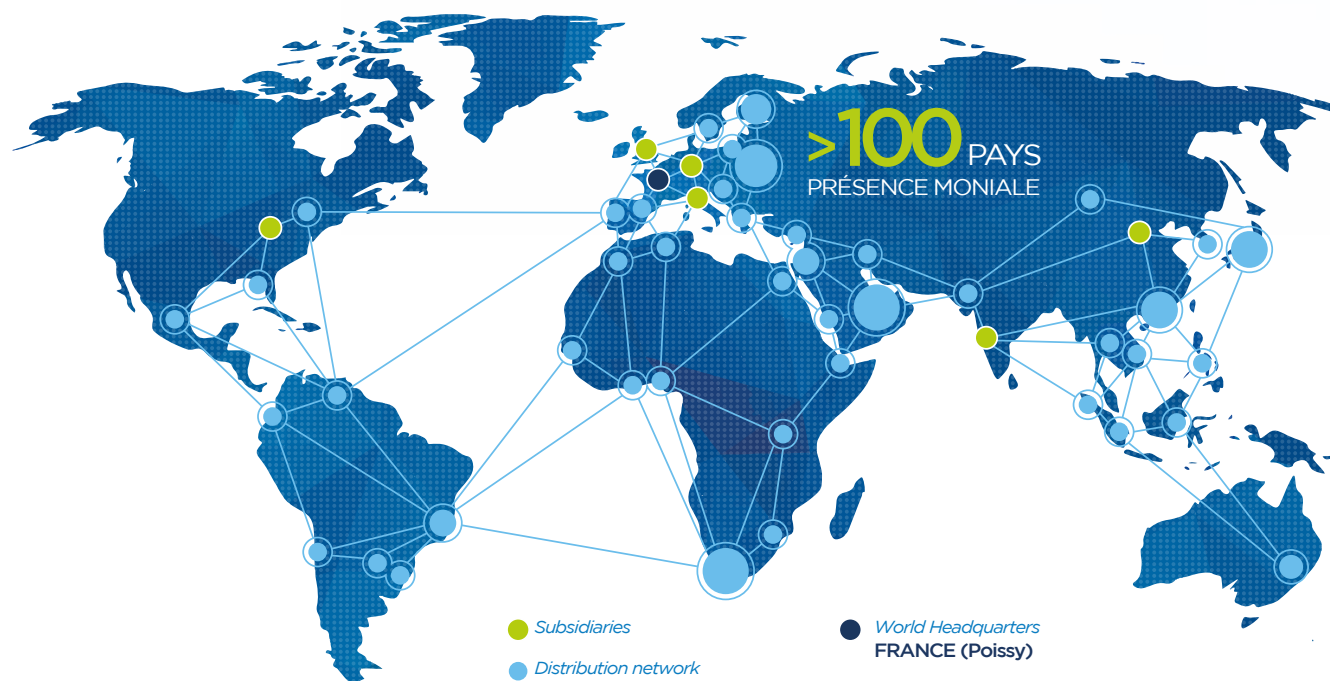 >100 PAYS
PRÉSENCE MONIALE
Subsidiaries
Distribution network
World Headquarters
FRANCE (Poissy)